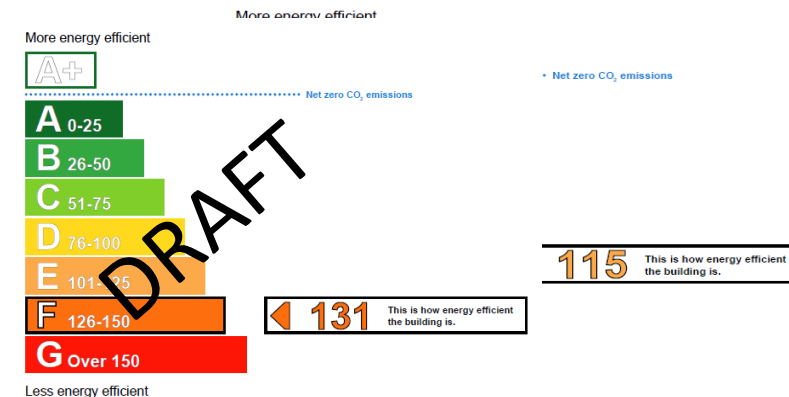 More energy efficient
More energy efficient
A+
Net zero CO₂ emissions
• Net zero CO₂ emissions
A 0-25
B 26-50
C 51-75
D 76-100
E 101-125
F 126-150
131 This is how energy efficient
the building is.
115 This is how energy efficient
the building is.
G Over 150
Less energy efficient
DRAFT